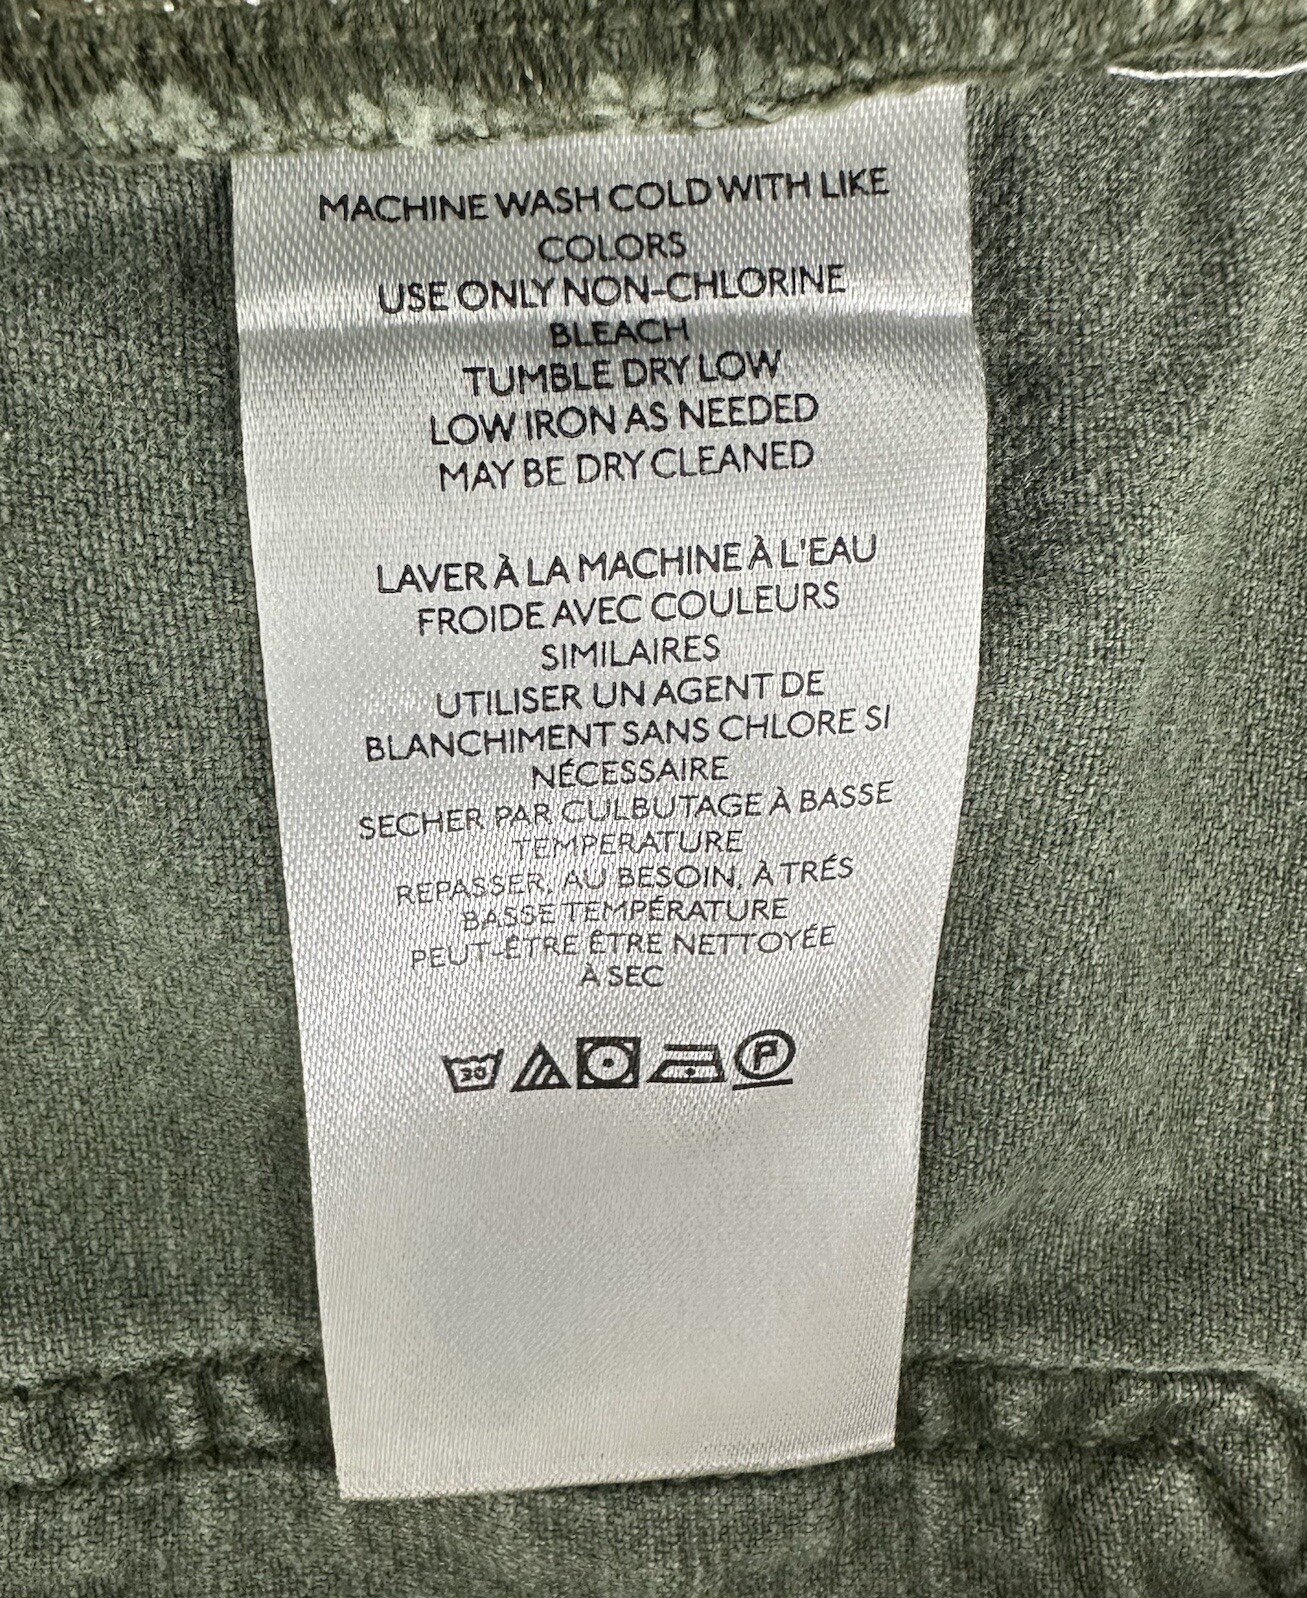 MACHINE WASH COLD WITH LIKE
COLORS
USE ONLY NON-CHLORINE
BLEACH
TUMBLE DRY LOW
LOW IRON AS NEEDED
MAY BE DRY CLEANED
LAVER À LA MACHINE À L'EAU
FROIDE AVEC COULEURS
SIMILAIRES
UTILISER UN AGENT DE
BLANCHIMENT SANS CHLORE SI
NÉCESSAIRE
SECHER PAR CULBUTAGE À BASSE
TEMPERATURE
REPASSER, AU BESOIN, À TRÉS
BASSE TEMPÉRATURE
PEUT-ÊTRE ÊTRE NETTOYÉE
À SEC
30 P